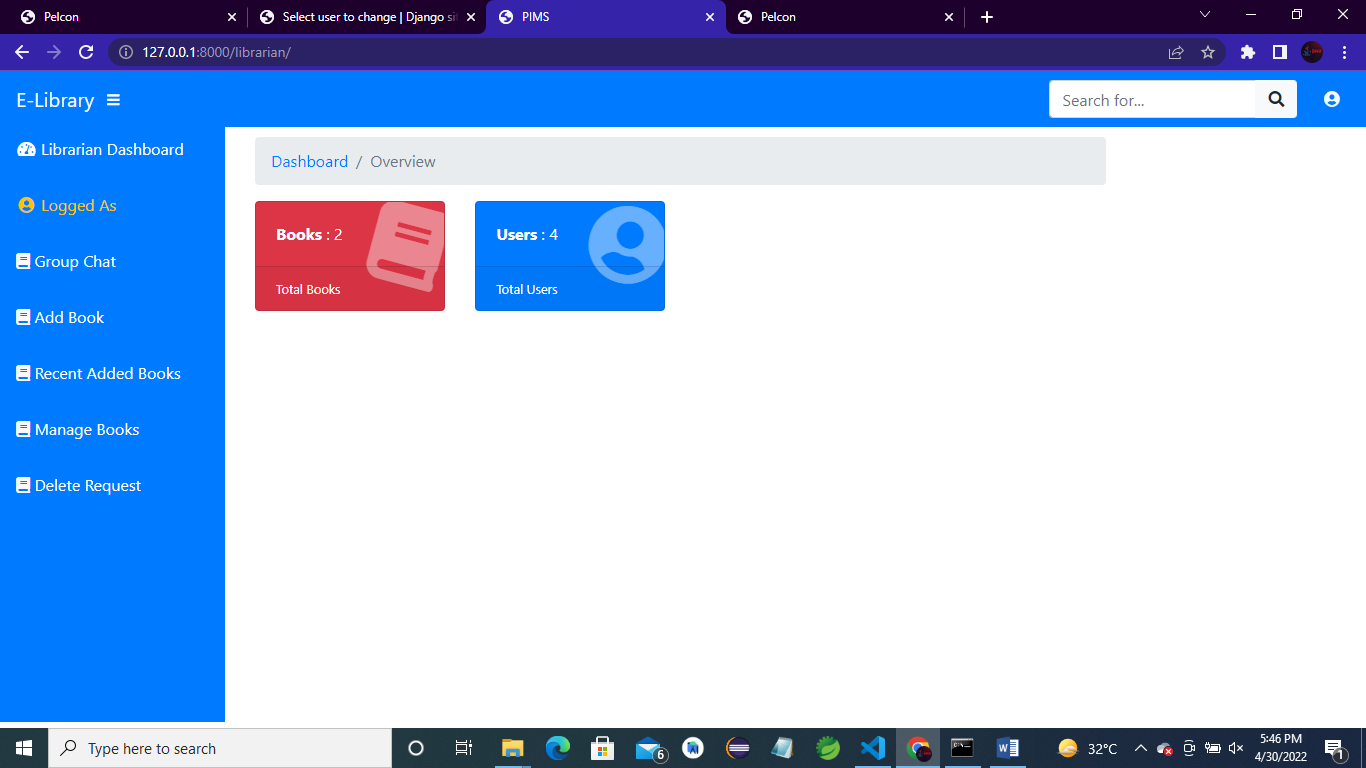 Pelcon
Select user to change | Django si
PIMS
Pelcon
127.0.0.1:8000/librarian/
E-Library
Search for...
Librarian Dashboard
Dashboard / Overview
Logged As
Books : 2
Users : 4
Group Chat
Total Books
Total Users
Add Book
Recent Added Books
Manage Books
Delete Request
Type here to search
6
32°C
5:46 PM
4/30/2022
1